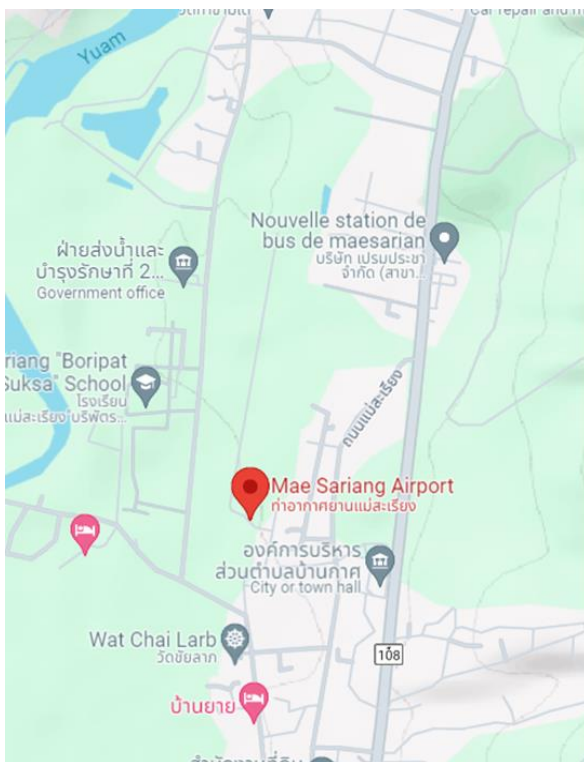 Yuam
Nouvelle station de
bus de maesarian
บริษัท เปรมประชา
จำกัด (สาขา...
ฝ่ายส่งน้ำและ
บำรุงรักษาที่ 2...
Government office
riang "Boripat
Suksa" School
โรงเรียน
แม่สะเรียง"บริพัตร...
ถนนแม่สะเรียง
Mae Sariang Airport
ท่าอากาศยานแม่สะเรียง
องค์การบริหาร
ส่วนตำบลบ้านกาศ
City or town hall
Wat Chai Larb
วัดชัยลาภ
108
บ้านยาย